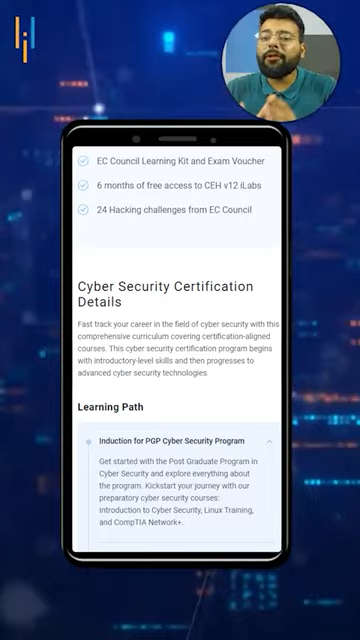 EC Council Learning Kit and Exam Voucher
6 months of free access to CEH v12 iLabs
24 Hacking challenges from EC Council
Cyber Security Certification
Details
Fast track your career in the field of cyber security with this
comprehensive curriculum covering certification-aligned
courses. This cyber security certification program begins
with introductory-level skills and then progresses to
advanced cyber security technologies.
Learning Path
Induction for PGP Cyber Security Program
Get started with the Post Graduate Program in
Cyber Security and explore everything about
the program. Kickstart your journey with our
preparatory cyber security courses:
Introduction to Cyber Security, Linux Training,
and CompTIA Network+.